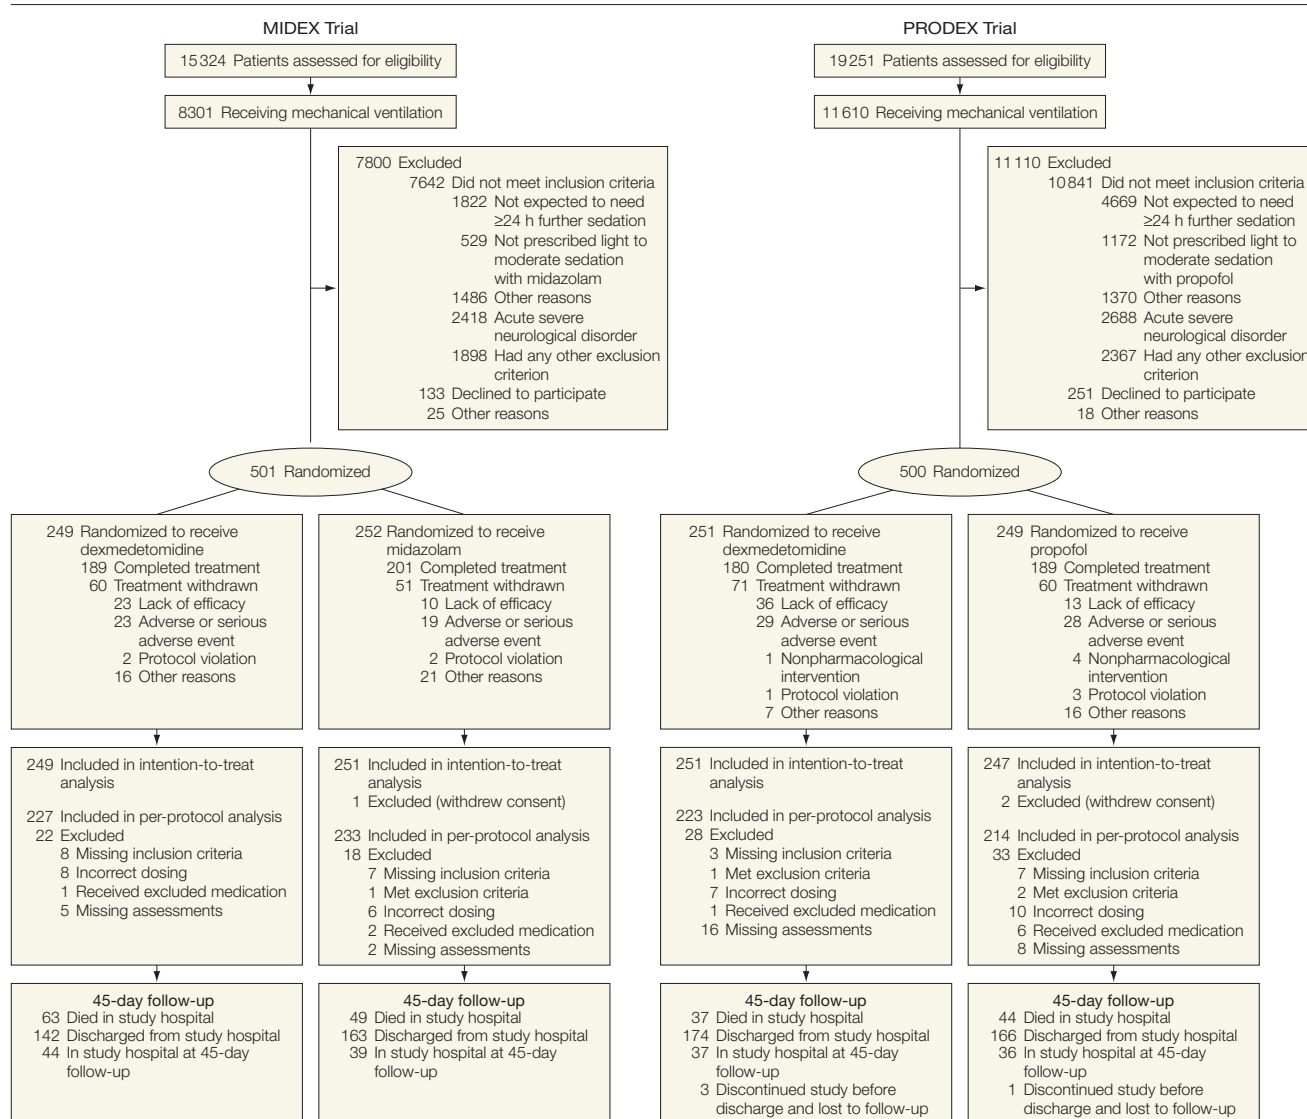 MIDEX Trial
15 324 Patients assessed for eligibility
8301 Receiving mechanical ventilation
7800 Excluded
7642 Did not meet inclusion criteria
1822 Not expected to need
≥24 h further sedation
529 Not prescribed light to
moderate sedation
with midazolam
1486 Other reasons
2418 Acute severe
neurological disorder
1898 Had any other exclusion
criterion
133 Declined to participate
25 Other reasons
501 Randomized
249 Randomized to receive
dexmedetomidine
189 Completed treatment
60 Treatment withdrawn
23 Lack of efficacy
23 Adverse or serious
adverse event
2 Protocol violation
16 Other reasons
252 Randomized to receive
midazolam
201 Completed treatment
51 Treatment withdrawn
10 Lack of efficacy
19 Adverse or serious
adverse event
2 Protocol violation
21 Other reasons
249 Included in intention-to-treat
analysis
227 Included in per-protocol analysis
22 Excluded
8 Missing inclusion criteria
8 Incorrect dosing
1 Received excluded medication
5 Missing assessments
251 Included in intention-to-treat
analysis
1 Excluded (withdrew consent)
233 Included in per-protocol analysis
18 Excluded
7 Missing inclusion criteria
1 Met exclusion criteria
6 Incorrect dosing
2 Received excluded medication
2 Missing assessments
45-day follow-up
63 Died in study hospital
142 Discharged from study hospital
44 In study hospital at 45-day
follow-up
45-day follow-up
49 Died in study hospital
163 Discharged from study hospital
39 In study hospital at 45-day
follow-up
PRODEX Trial
19 251 Patients assessed for eligibility
11 610 Receiving mechanical ventilation
11 110 Excluded
10 841 Did not meet inclusion criteria
4669 Not expected to need
≥24 h further sedation
1172 Not prescribed light to
moderate sedation
with propofol
1370 Other reasons
2688 Acute severe
neurological disorder
2367 Had any other exclusion
criterion
251 Declined to participate
18 Other reasons
500 Randomized
251 Randomized to receive
dexmedetomidine
180 Completed treatment
71 Treatment withdrawn
36 Lack of efficacy
29 Adverse or serious
adverse event
1 Nonpharmacological
intervention
1 Protocol violation
7 Other reasons
249 Randomized to receive
propofol
189 Completed treatment
60 Treatment withdrawn
13 Lack of efficacy
28 Adverse or serious
adverse event
4 Nonpharmacological
intervention
3 Protocol violation
16 Other reasons
251 Included in intention-to-treat
analysis
223 Included in per-protocol analysis
28 Excluded
3 Missing inclusion criteria
1 Met exclusion criteria
7 Incorrect dosing
1 Received excluded medication
16 Missing assessments
247 Included in intention-to-treat
analysis
2 Excluded (withdrew consent)
214 Included in per-protocol analysis
33 Excluded
7 Missing inclusion criteria
2 Met exclusion criteria
10 Incorrect dosing
6 Received excluded medication
8 Missing assessments
45-day follow-up
37 Died in study hospital
174 Discharged from study hospital
37 In study hospital at 45-day
follow-up
3 Discontinued study before
discharge and lost to follow-up
45-day follow-up
44 Died in study hospital
166 Discharged from study hospital
36 In study hospital at 45-day
follow-up
1 Discontinued study before
discharge and lost to follow-up